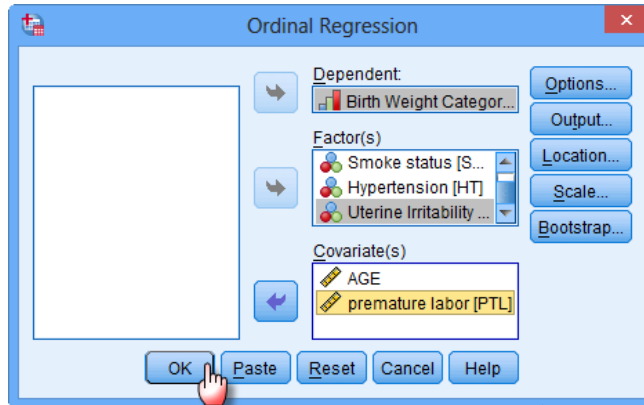 Ordinal Regression
Dependent:
Birth Weight Categor...
Factor(s)
Smoke status [S...
Hypertension [HT]
Uterine Irritability ...
Covariate(s)
AGE
premature labor [PTL]
Options...
Output...
Location...
Scale...
Bootstrap...
OK Paste Reset Cancel Help